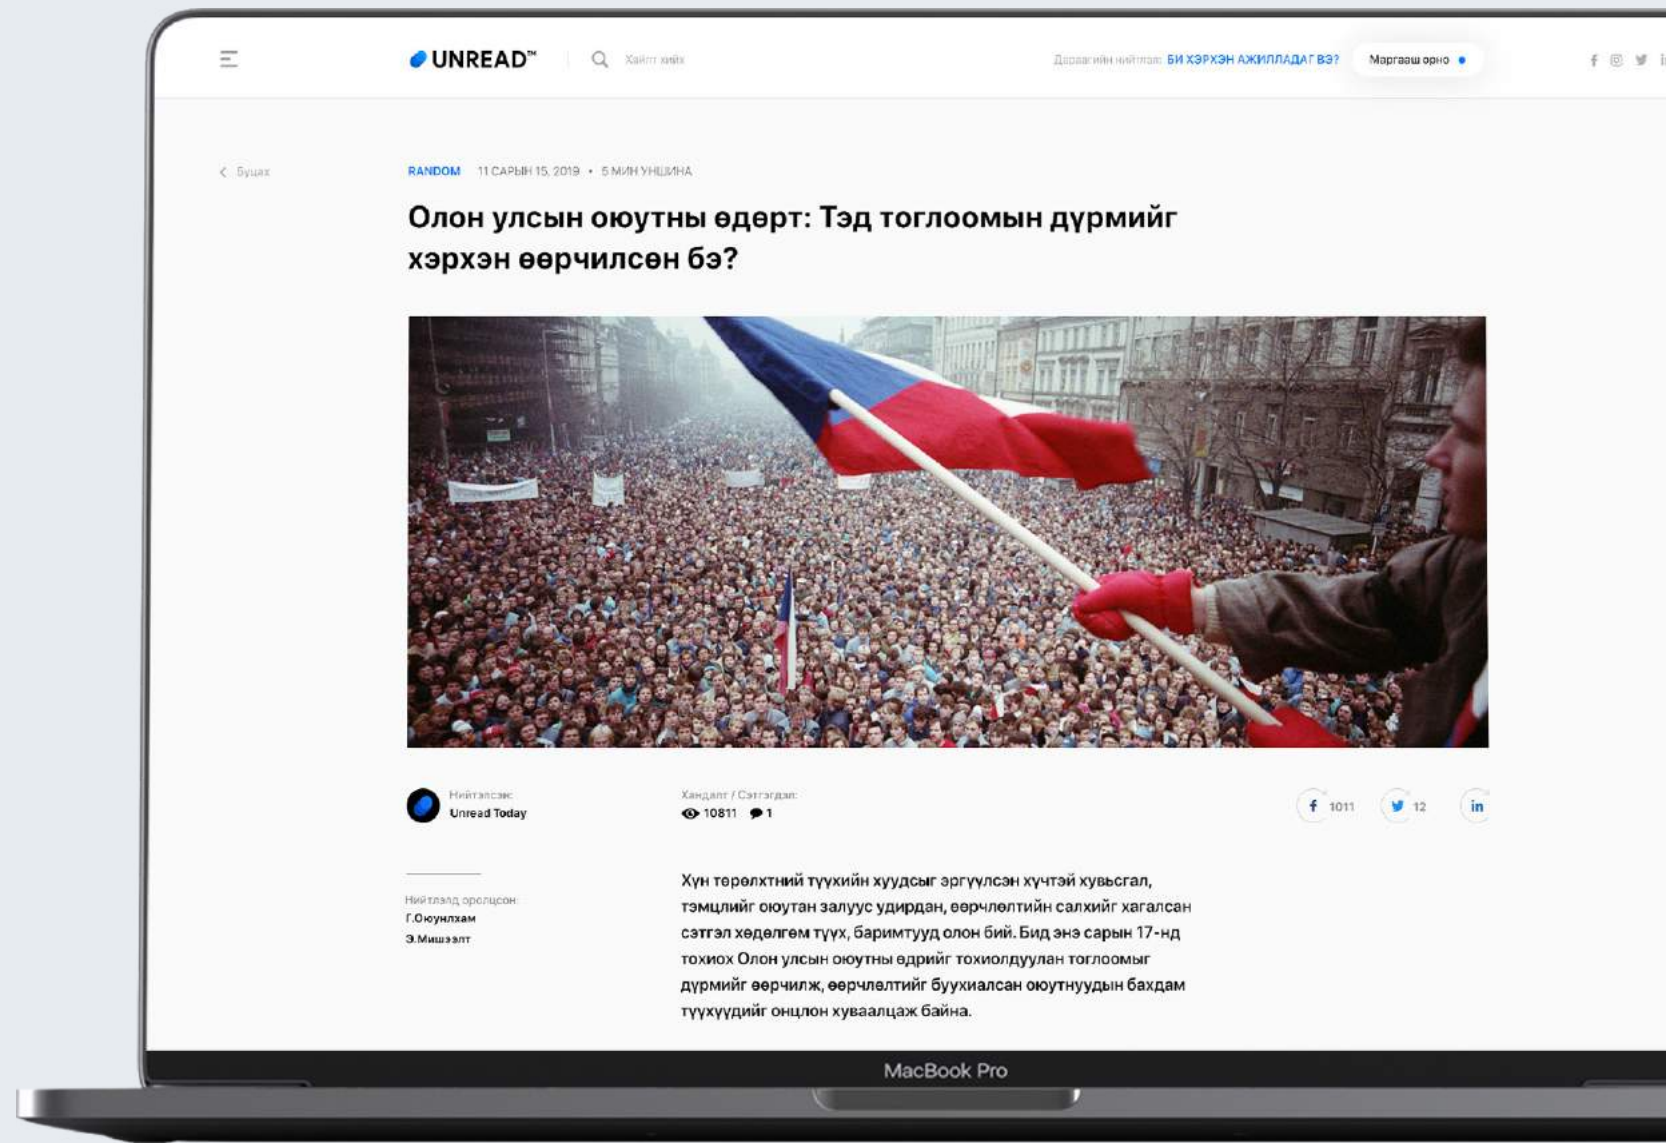 UNREAD™
Хайлт хийх
Дараагийн нийтлэл: БИ ХЭРХЭН АЖИЛЛАДАГ ВЭ?
Маргааш орно
Буцах
RANDOM 11 САРЫН 15, 2019 • 5 МИН УНШИНА
Олон улсын оюутны өдөрт: Тэд тоглоомын дүрмийг
хэрхэн өөрчилсөн бэ?
Нийтэлсэн:
Unread Today
Хандалт / Сэтгэгдэл:
10811 1
1011
12
in
Нийтлэлд оролцсон:
Г.Оюунлхам
Э.Мишээлт
Хүн төрөлхтний түүхийн хуудсыг эргүүлсэн хүчтэй хувьсгал,
тэмцлийг оюутан залуус удирдан, өөрчлөлтийн салхийг хагалсан
сэтгэл хөдөлгөм түүх, баримтууд олон бий. Бид энэ сарын 17-нд
тохиох Олон улсын оюутны өдрийг тохиолдуулан тоглоомыг
дүрмийг өөрчилж, өөрчлөлтийг буухиалсан оюутнуудын бахдам
түүхүүдийг онцлон хуваалцаж байна.
MacBook Pro